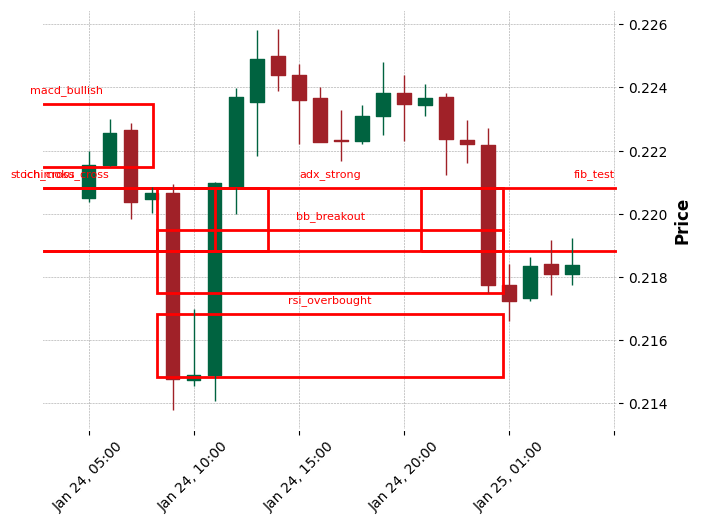 0.226
0.224
macd_bullish
0.222
adx_strong
fib_test
0.220
bb_breakout
Price
0.218
rsi_overbought
0.216
0.214
Jan 24, 05:00
Jan 24, 10:00
Jan 24, 15:00
Jan 24, 20:00
Jan 25, 01:00